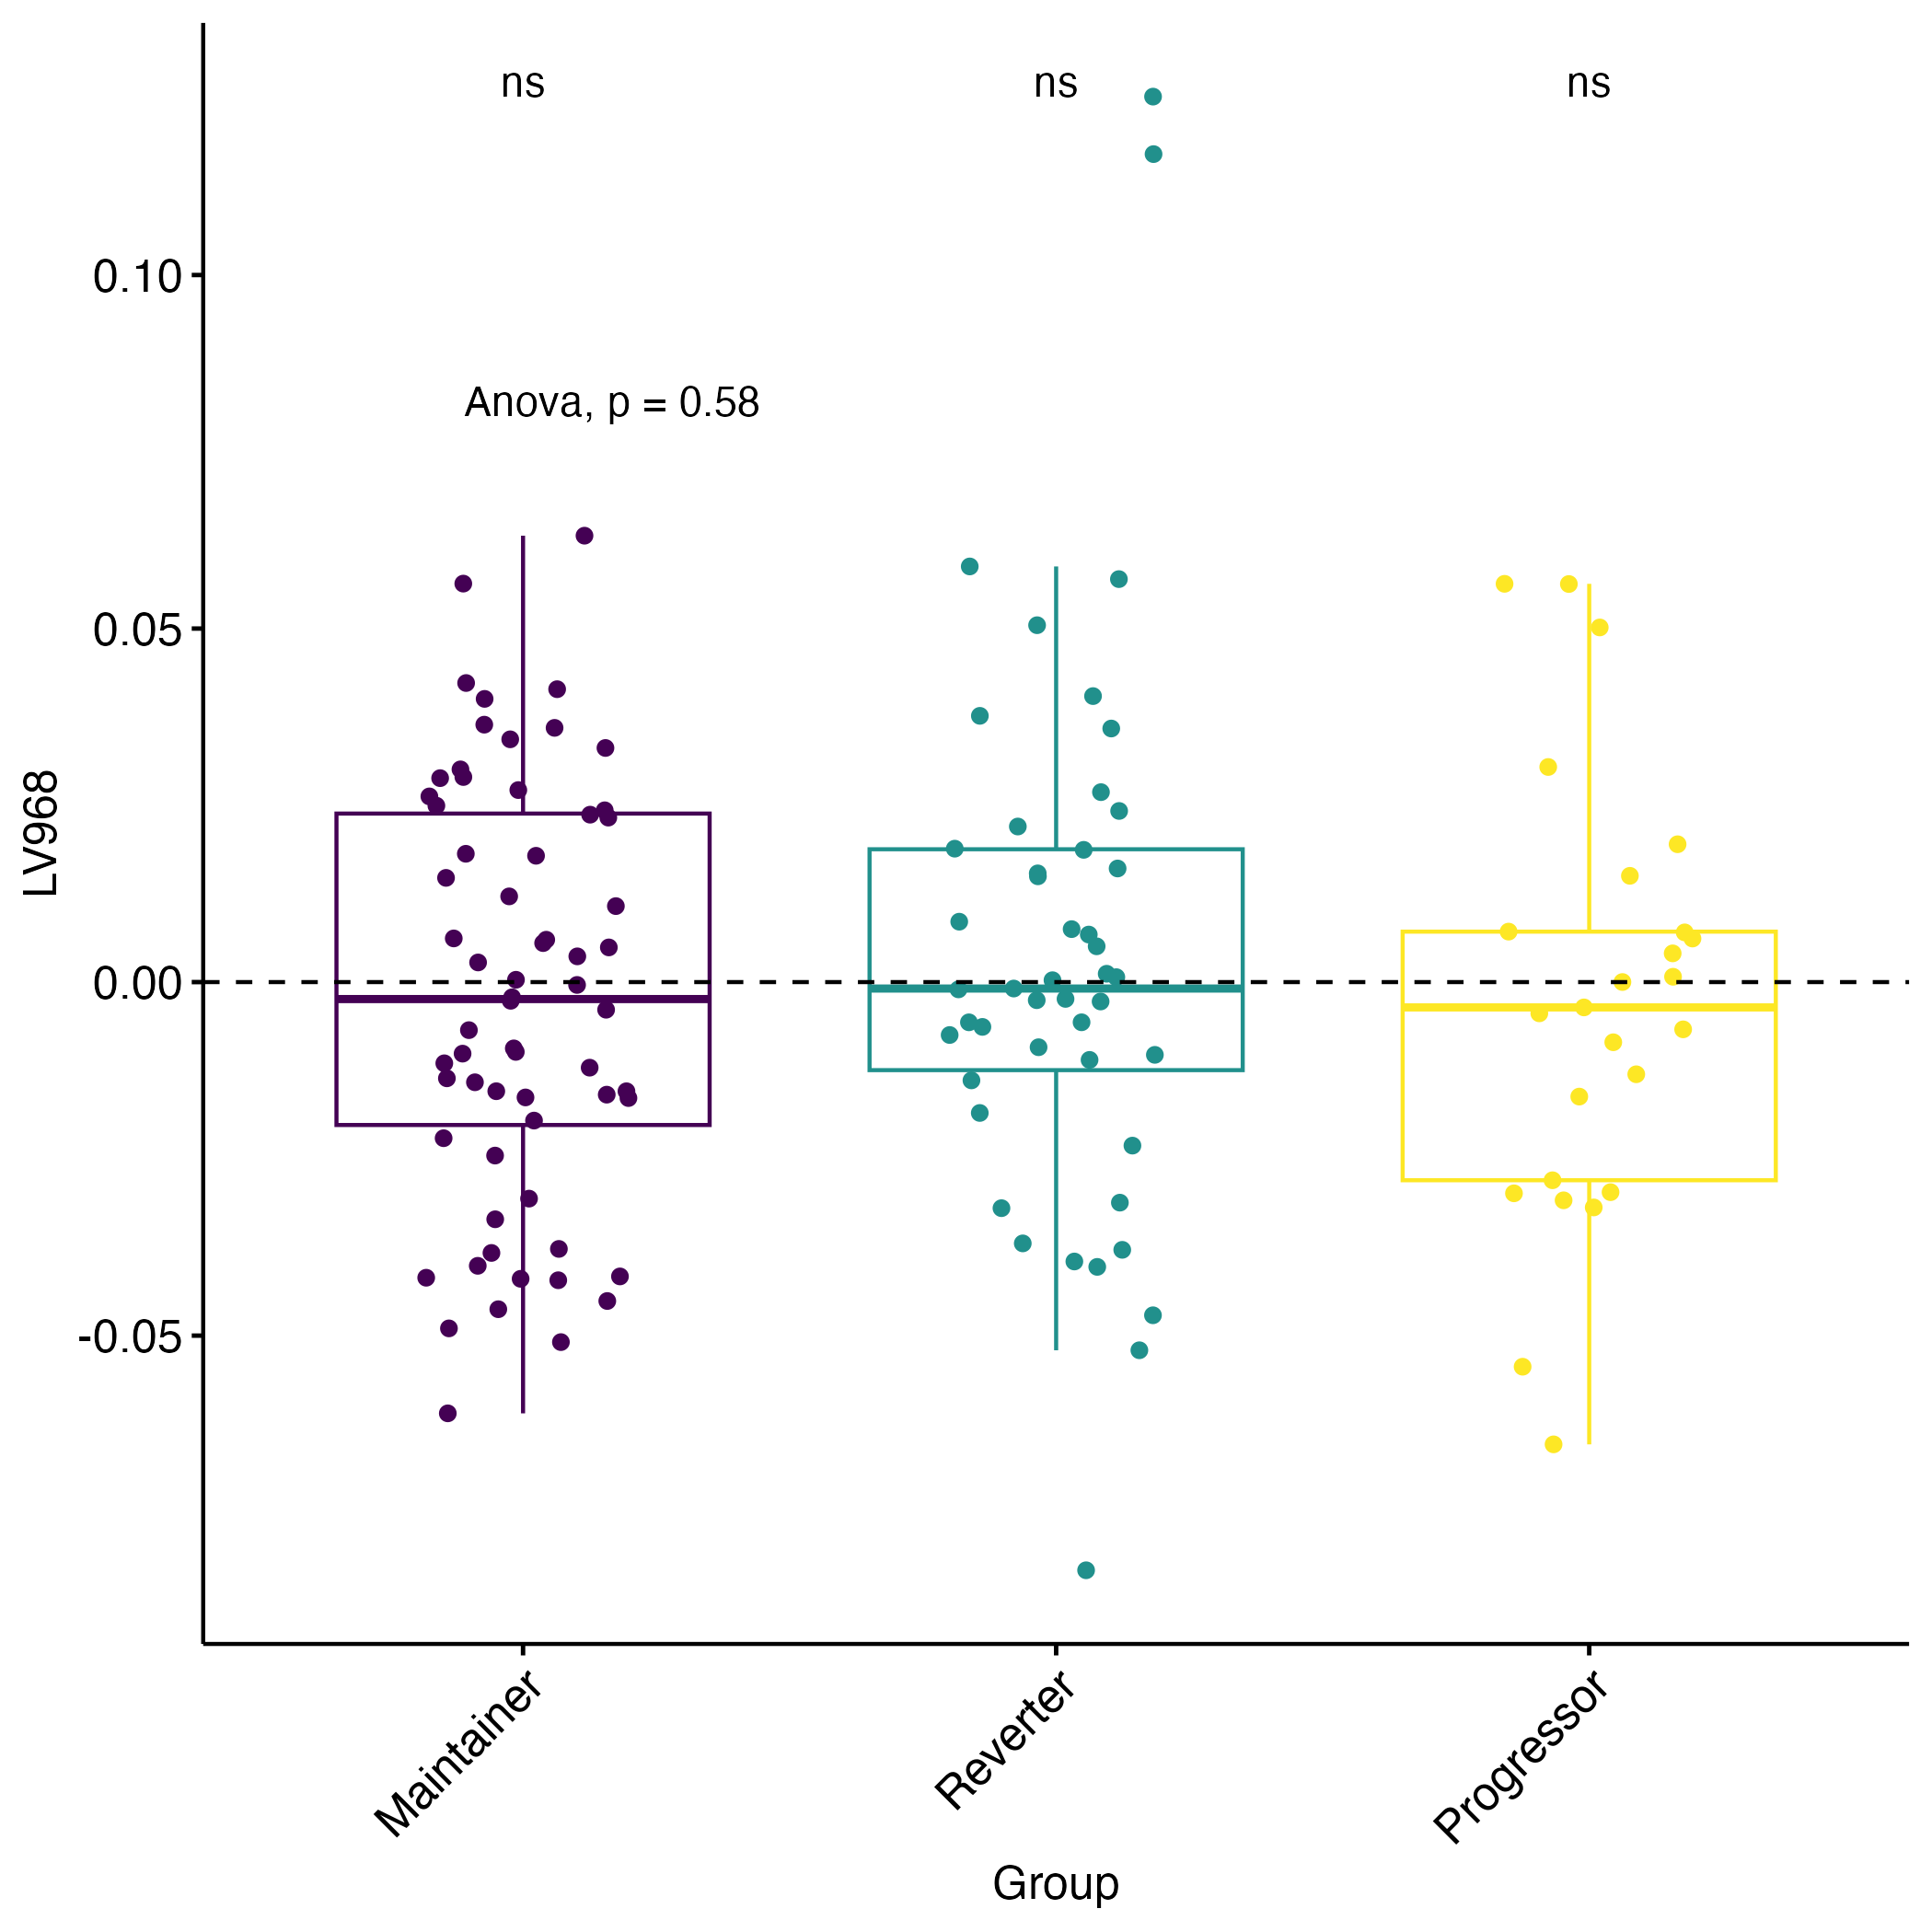 ns ns ns
Anova, p = 0.58
LV968
0.10
0.05
0.00
-0.05
Maintainer
Reverter
Progressor
Group